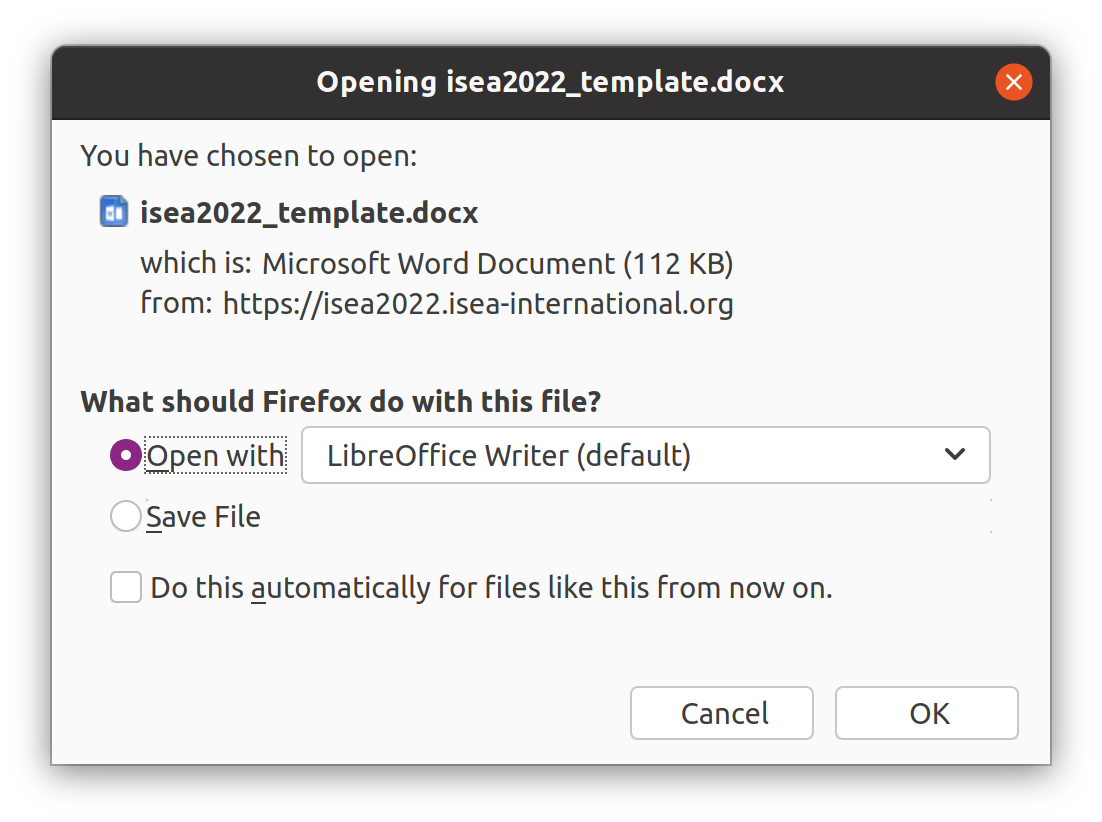 Opening isea2022_template.docx
You have chosen to open:
isea2022_template.docx
which is: Microsoft Word Document (112 KB)
from: https://isea2022.isea-international.org
What should Firefox do with this file?
Open with LibreOffice Writer (default)
Save File
Do this automatically for files like this from now on.
Cancel OK